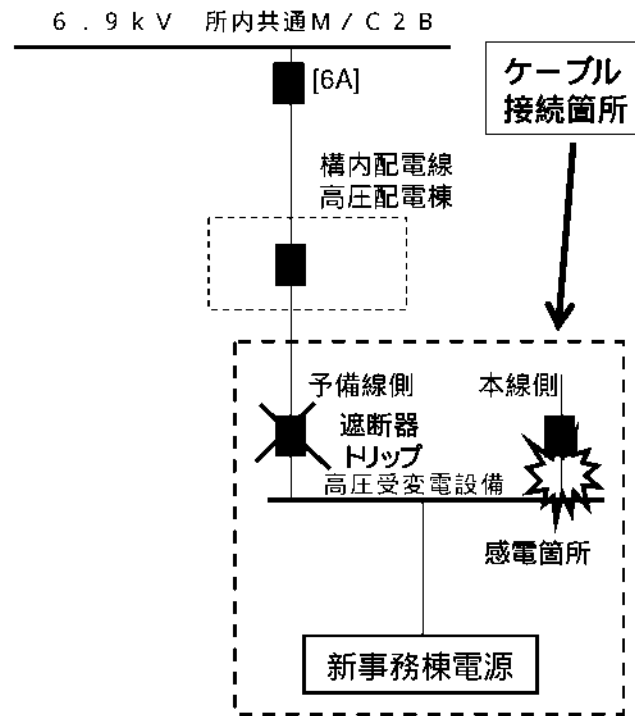 ６．９ｋＶ　所内共通Ｍ／Ｃ２Ｂ
[6A]
ケーブル
接続箇所
構内配電線
高圧配電棟
予備線側
本線側
遮断器
トリップ
高圧受変電設備
感電箇所
新事務棟電源